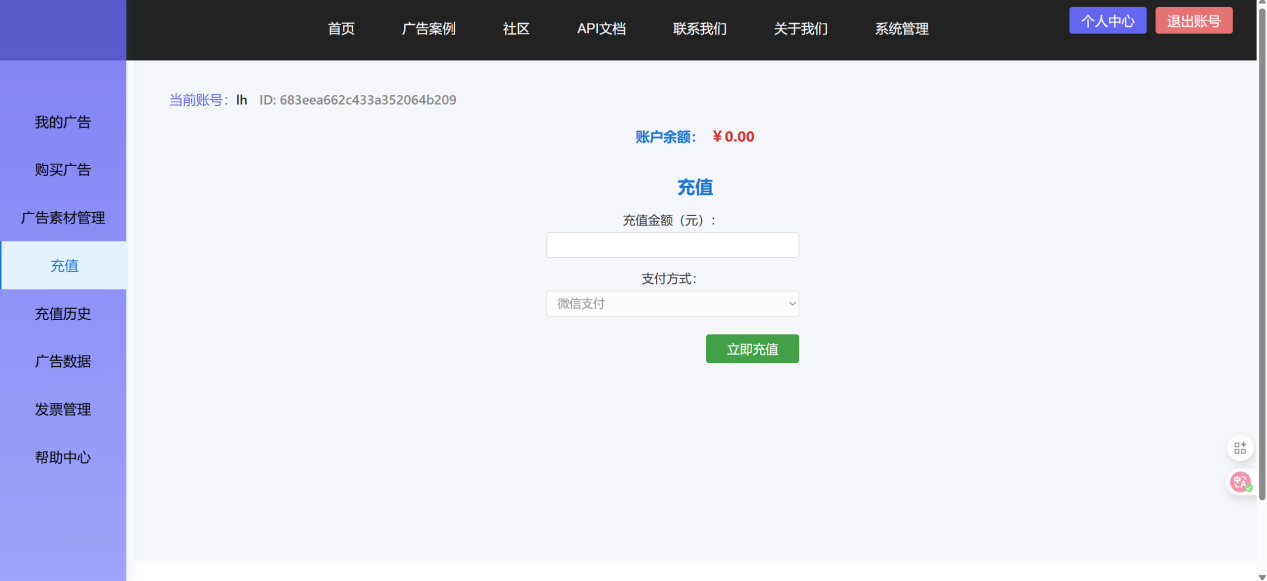 首页 广告案例 社区 API文档 联系我们 关于我们 系统管理 个人中心 退出账号
我的广告
购买广告
广告素材管理
充值
充值历史
广告数据
发票管理
帮助中心
当前账号：lh ID: 683eea662c433a352064b209
账户余额： ￥0.00
充值
充值金额（元）：
支付方式：
微信支付
立即充值